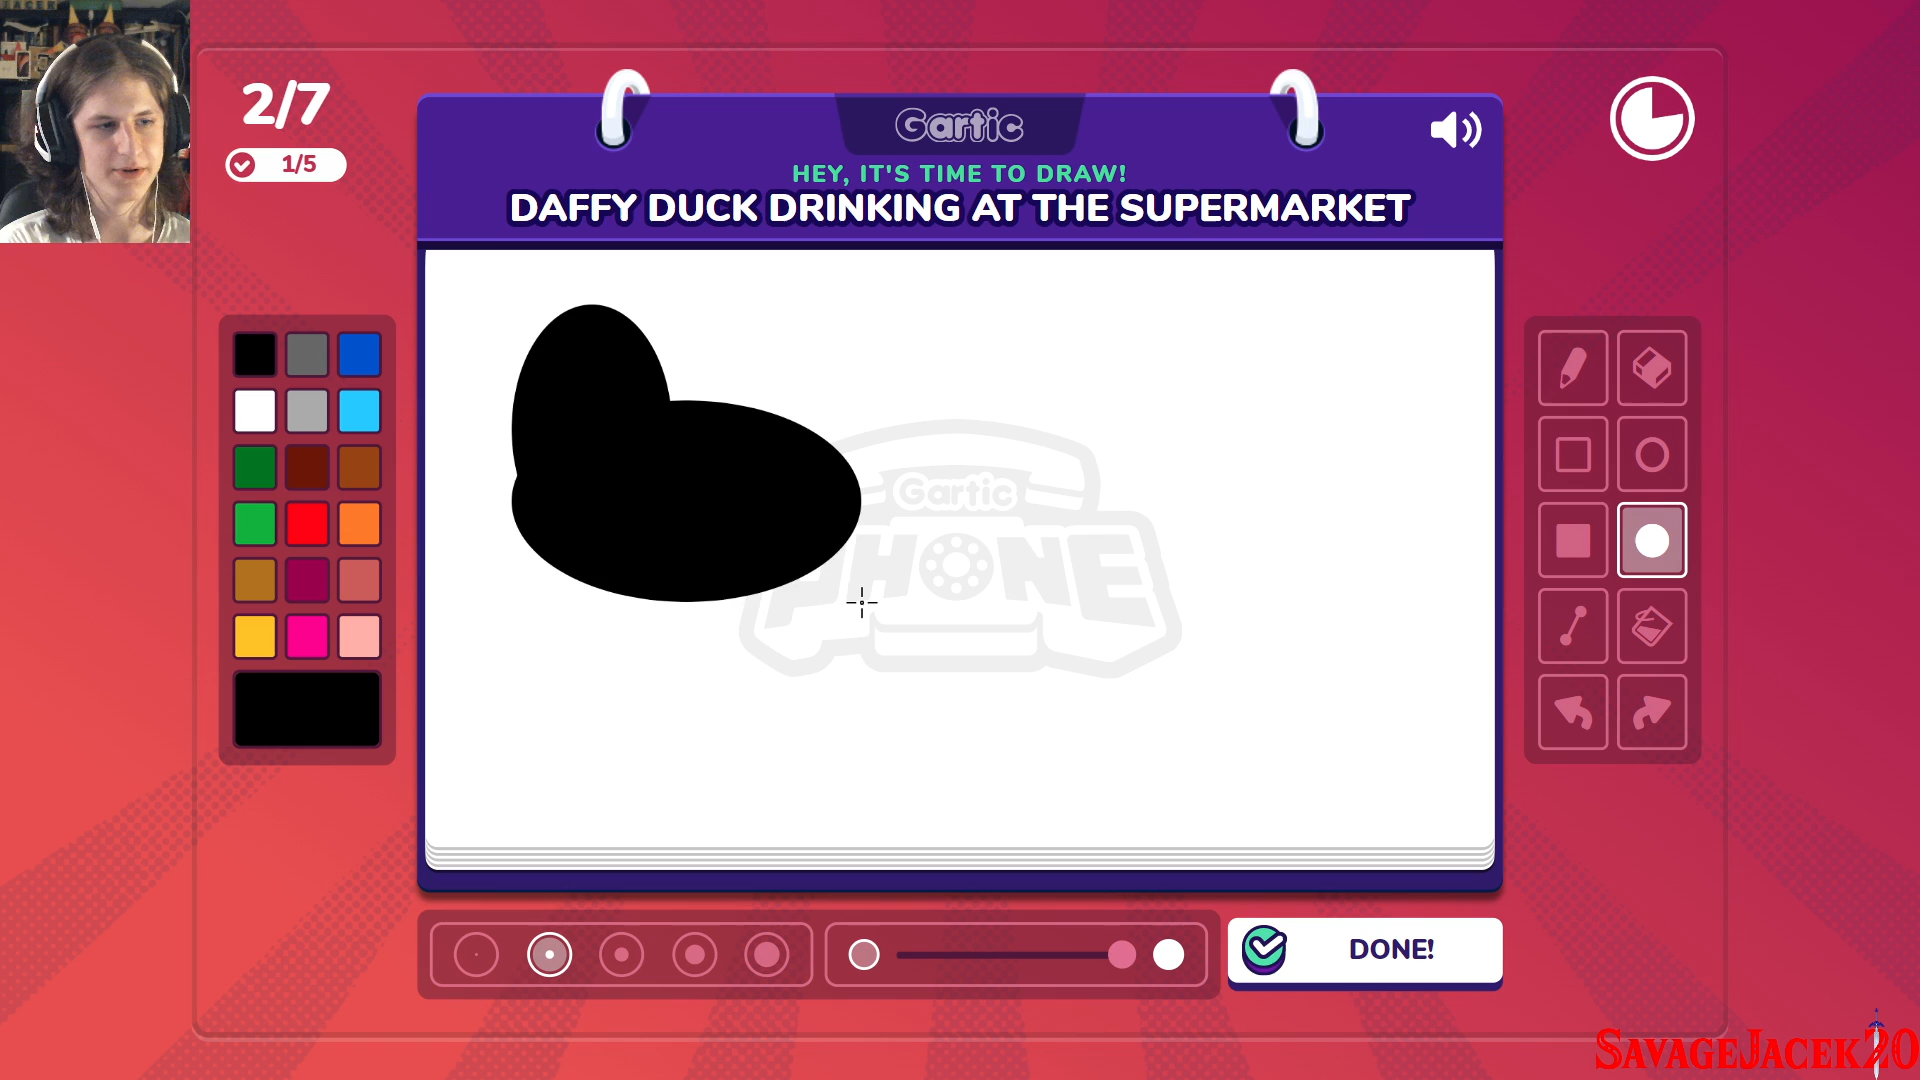 2/7
1/5
Gartic
HEY, IT'S TIME TO DRAW!
DAFFY DUCK DRINKING AT THE SUPERMARKET
Gartic
PHONE
DONE!
SAVAGEJACEK20